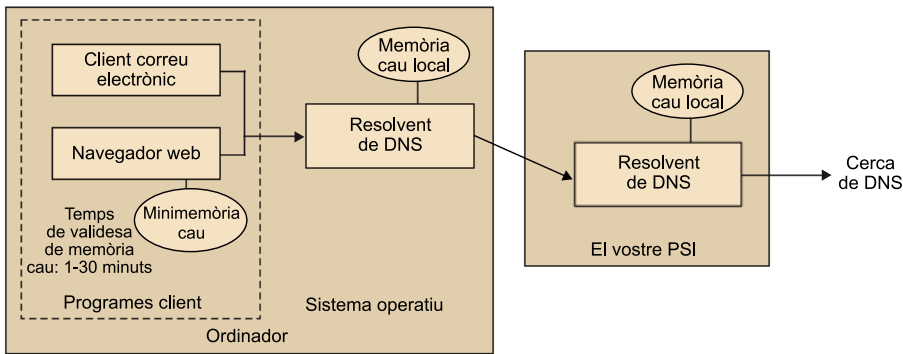 Client correu
electrònic
Navegador web
Minimemòria
cau
Temps
de validesa
de memòria
cau: 1-30 minuts
Programes client
Memòria
cau local
Resolvent
de DNS
Sistema operatiu
Ordinador
Memòria
cau local
Resolvent
de DNS
El vostre PSI
Cerca
de DNS